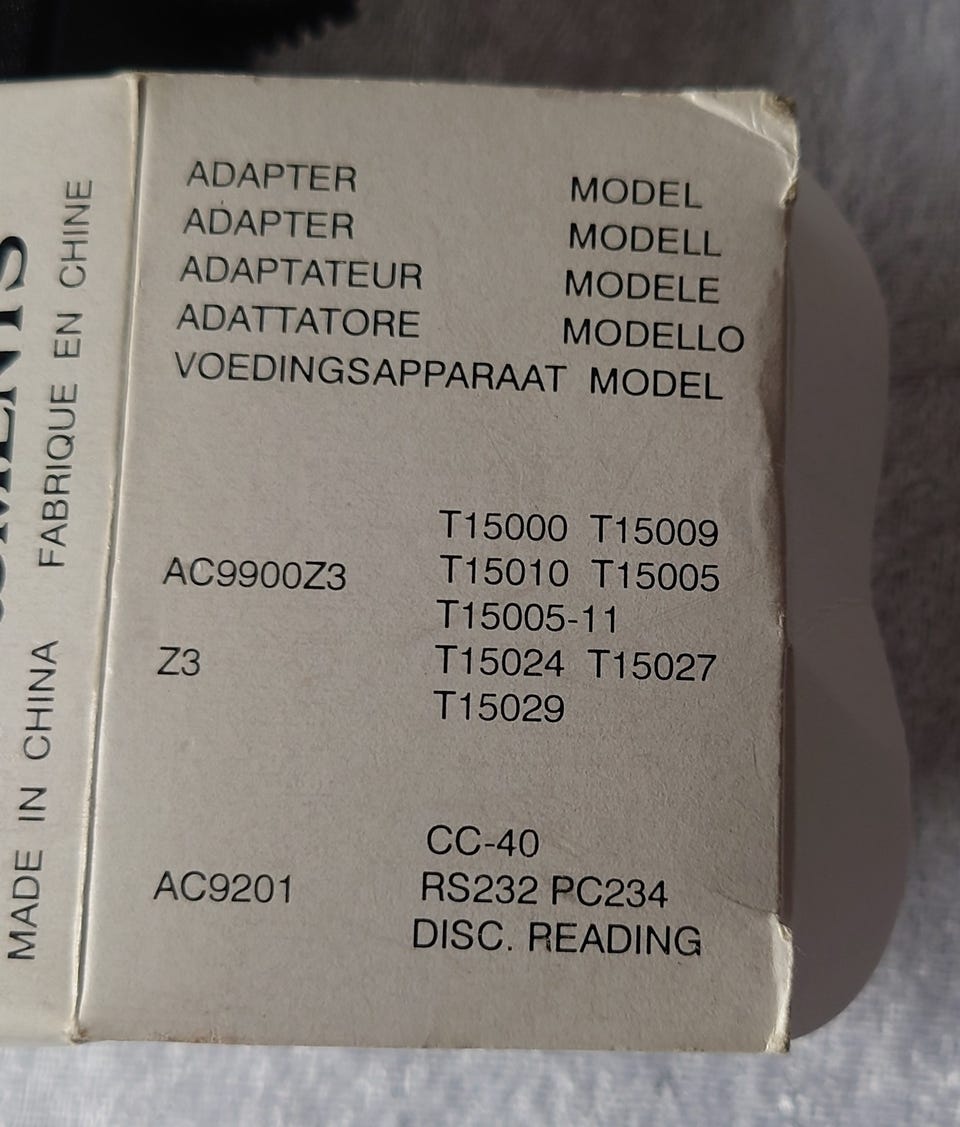 MADE IN CHINA FABRIQUE EN CHINE
ADAPTER MODEL
ADAPTER MODELL
ADAPTATEUR MODELE
ADATTATORE MODELLO
VOEDINGSAPPARAAT MODEL
T15000 T15009
AC9900Z3 T15010 T15005
T15005-11
Z3 T15024 T15027
T15029
CC-40
AC9201 RS232 PC234
DISC. READING